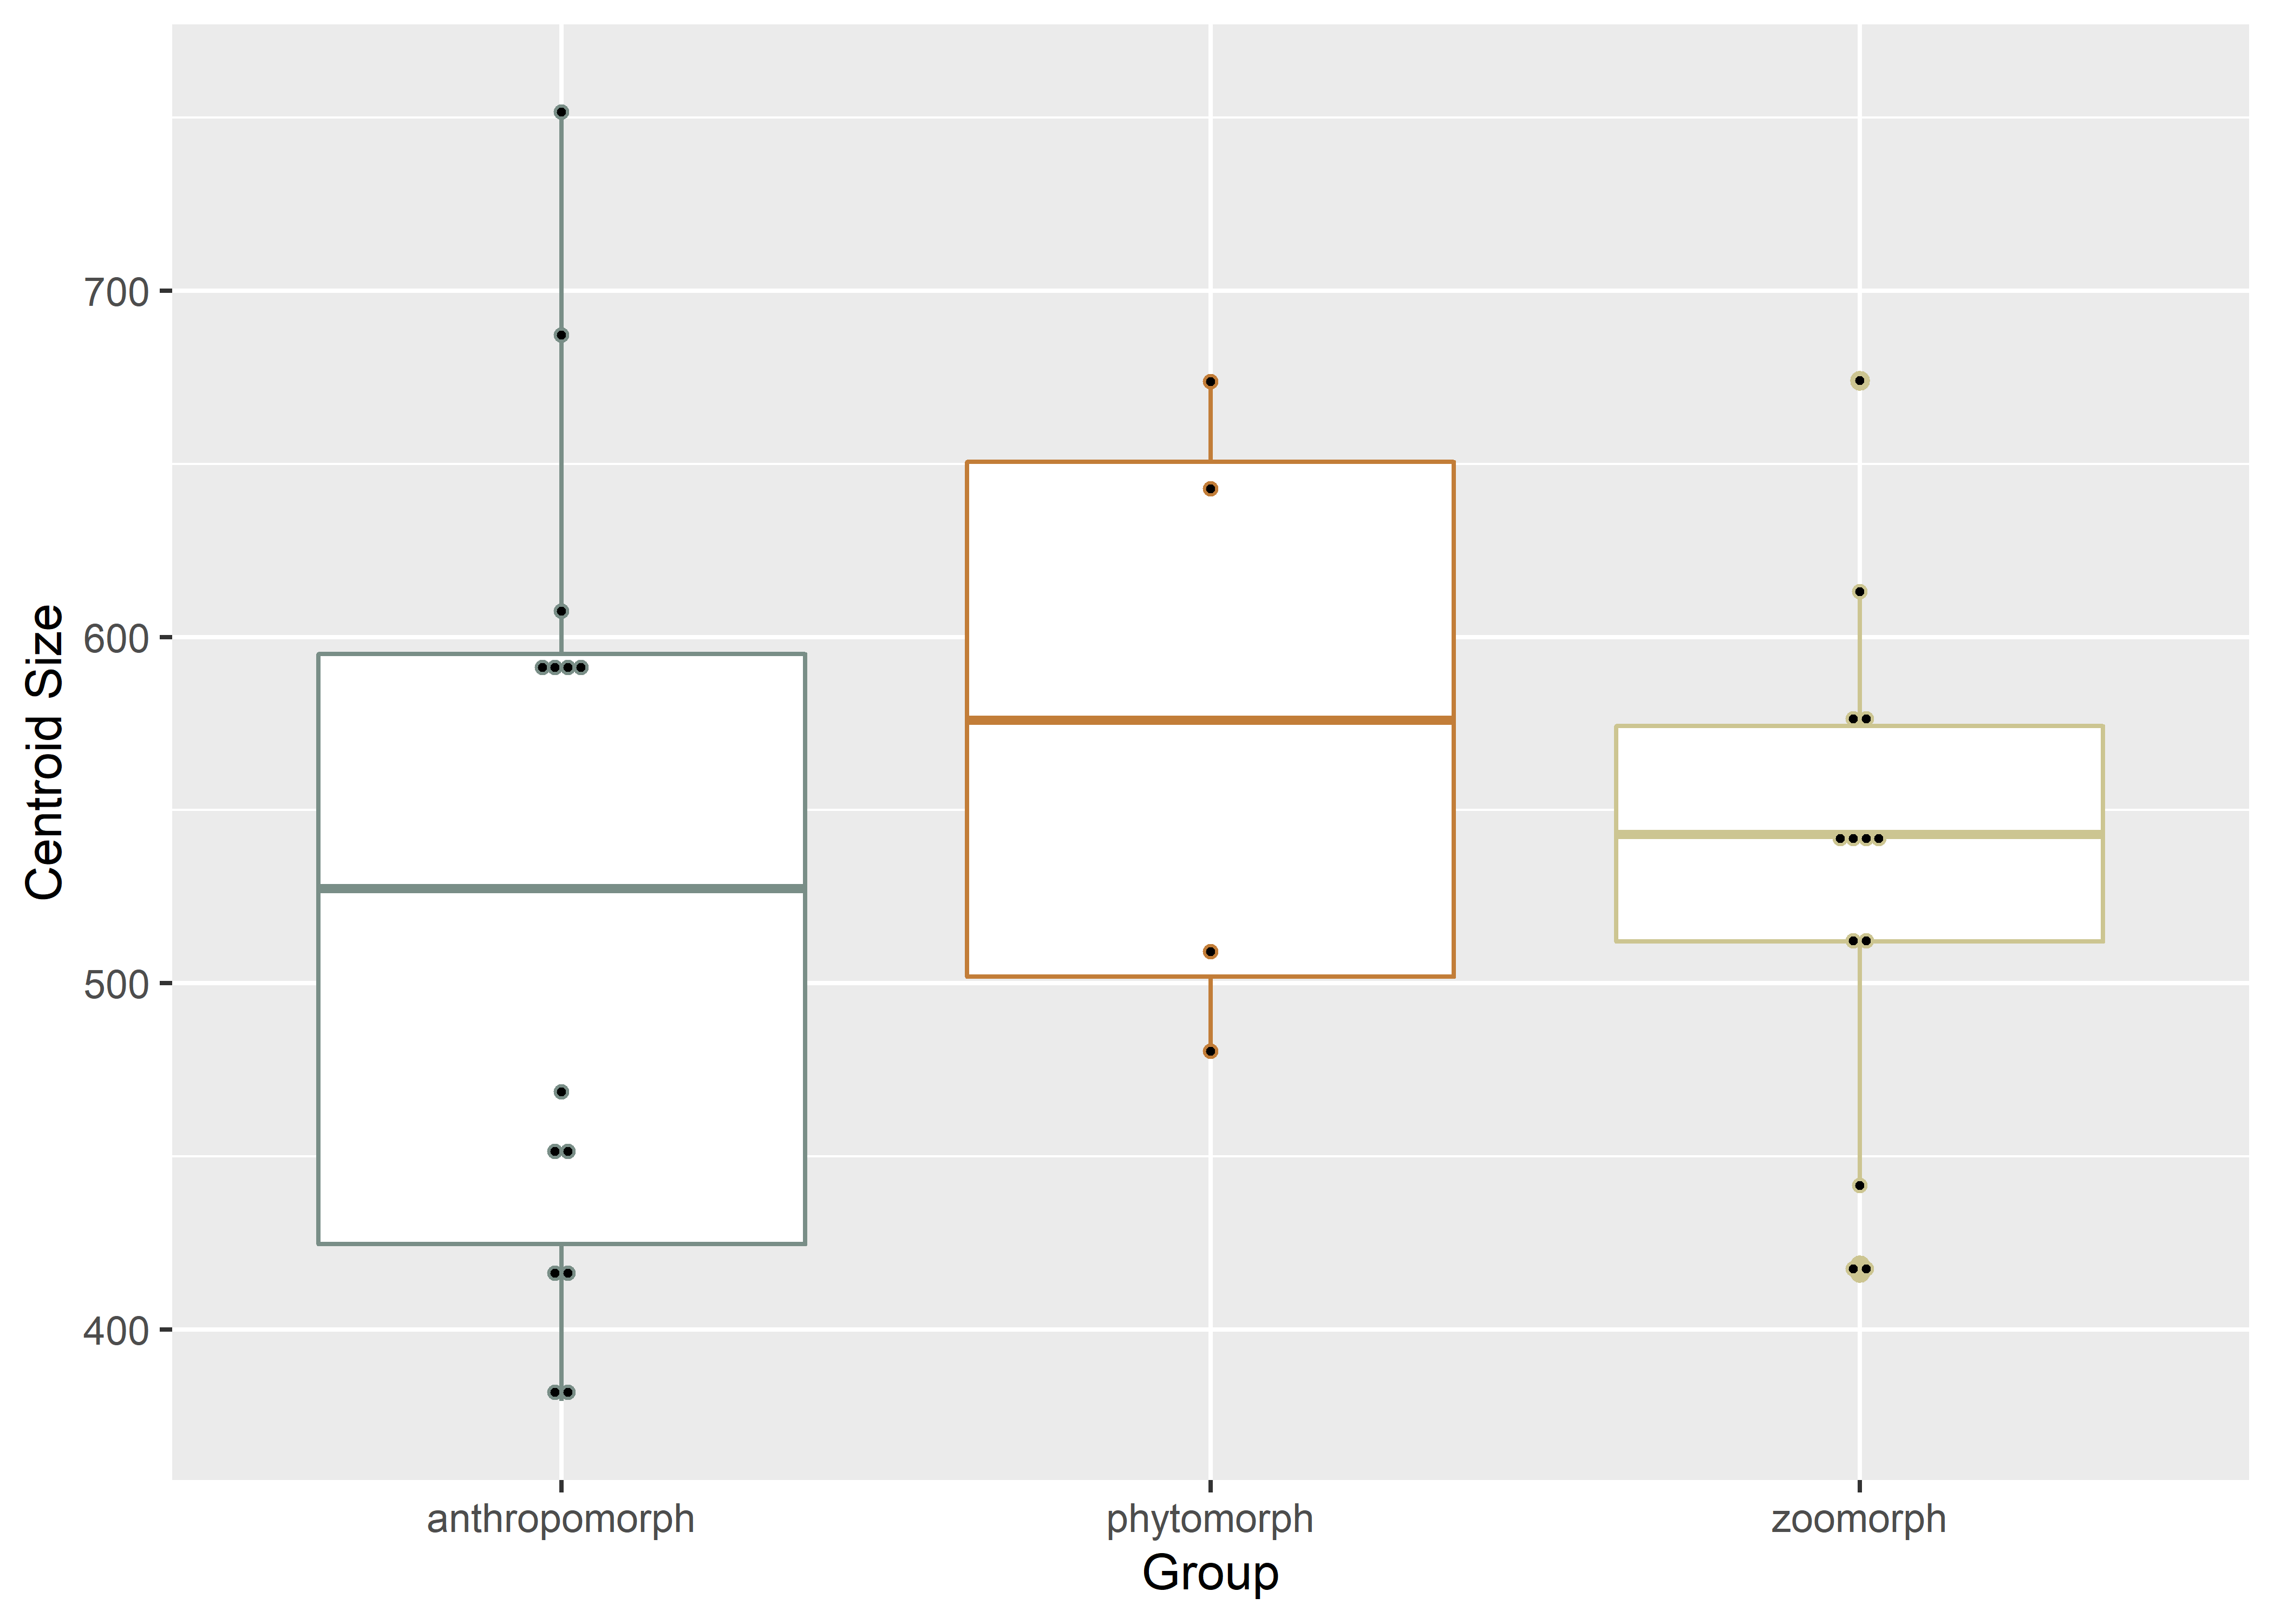 Centroid Size
700
600
500
400
anthropomorph
phytomorph
zoomorph
Group